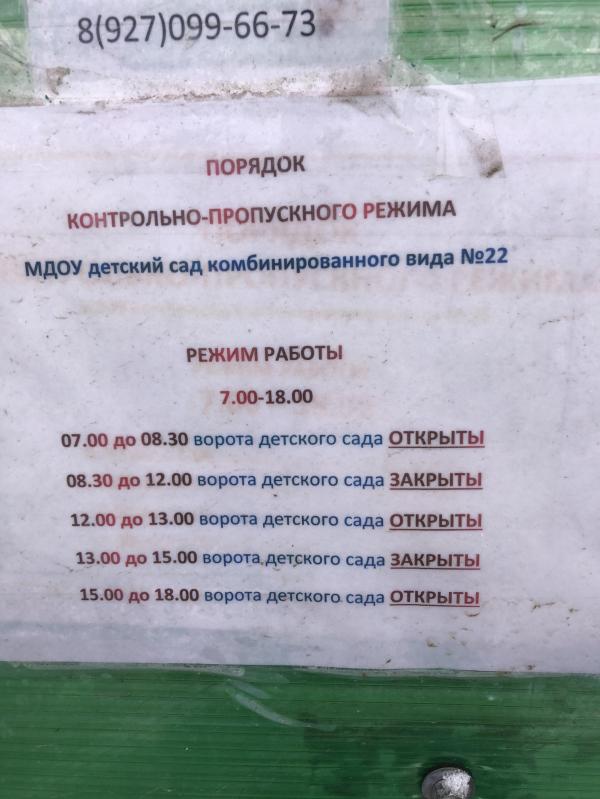 8(927)099-66-73
ПОРЯДОК
КОНТРОЛЬНО-ПРОПУСКНОГО РЕЖИМА
МДОУ детский сад комбинированного вида №22
РЕЖИМ РАБОТЫ
7.00-18.00
07.00 до 08.30 ворота детского сада ОТКРЫТЫ
08.30 до 12.00 ворота детского сада ЗАКРЫТЫ
12.00 до 13.00 ворота детского сада ОТКРЫТЫ
13.00 до 15.00 ворота детского сада ЗАКРЫТЫ
15.00 до 18.00 ворота детского сада ОТКРЫТЫ